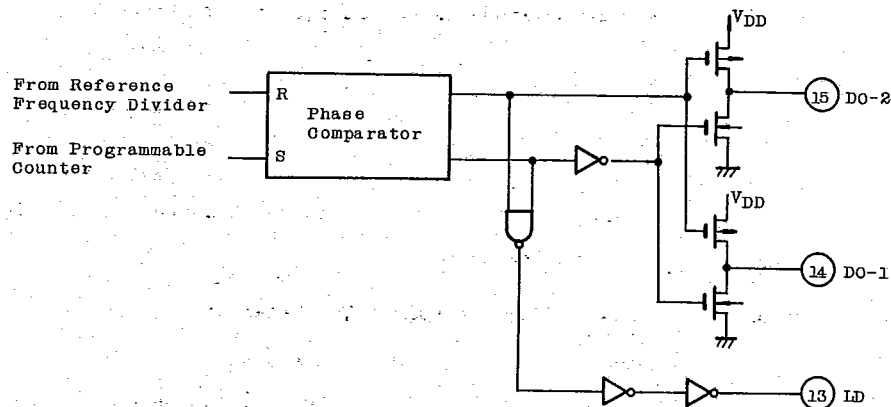 VDD
From Reference
Frequency Divider
R
Phase
Comparator
15 DO-2
From Programmable
Counter
S
VDD
14 DO-1
13 LD